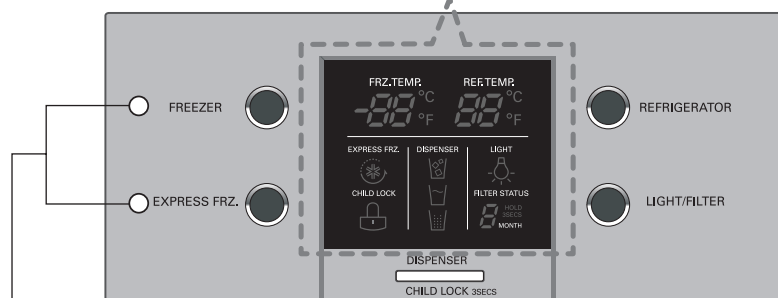 FRZ.TEMP. REF.TEMP.
-88 °C °F 88 °C °F
FREEZER
REFRIGERATOR
EXPRESS FRZ. DISPENSER LIGHT
CHILD LOCK FILTER STATUS
8 HOLD
3SECS
MONTH
EXPRESS FRZ.
LIGHT/FILTER
DISPENSER
CHILD LOCK 3SECS